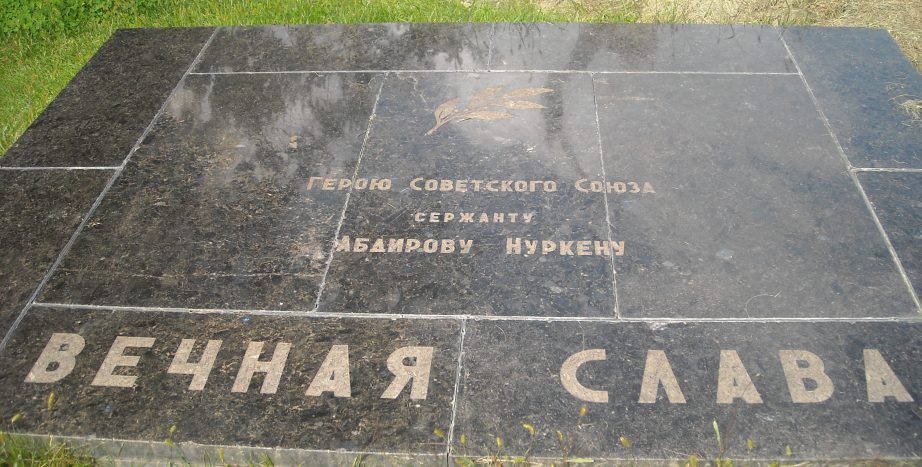 Герою Советского Союза
сержанту
Абдирову Нуркену
Вечная слава